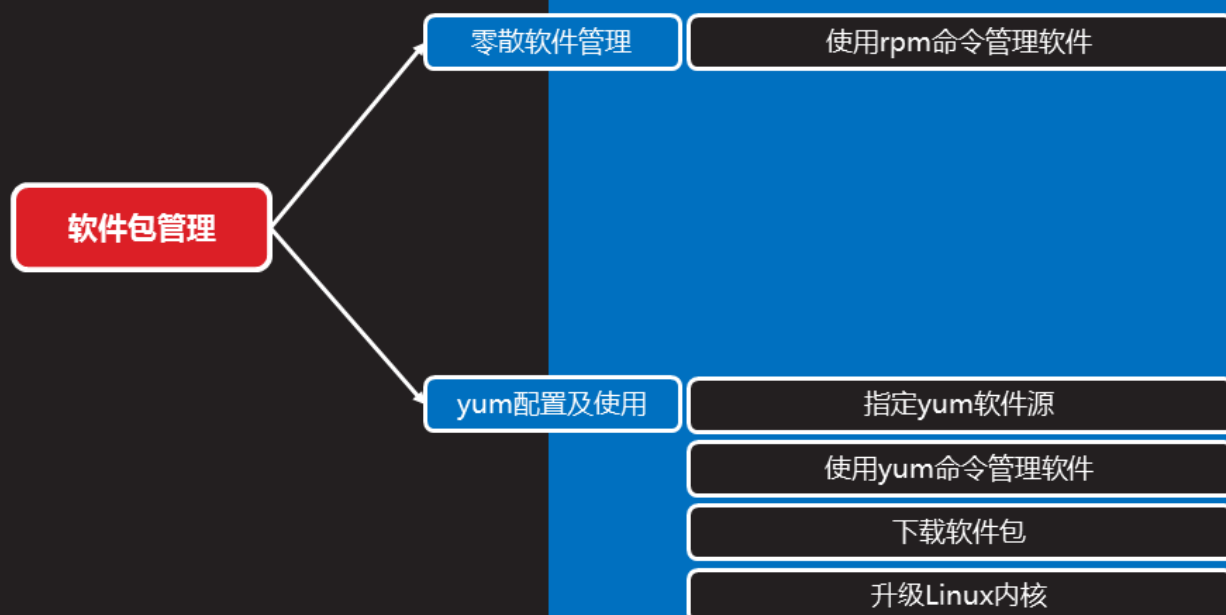 软件包管理
零散软件管理
使用rpm命令管理软件
yum配置及使用
指定yum软件源
使用yum命令管理软件
下载软件包
升级Linux内核